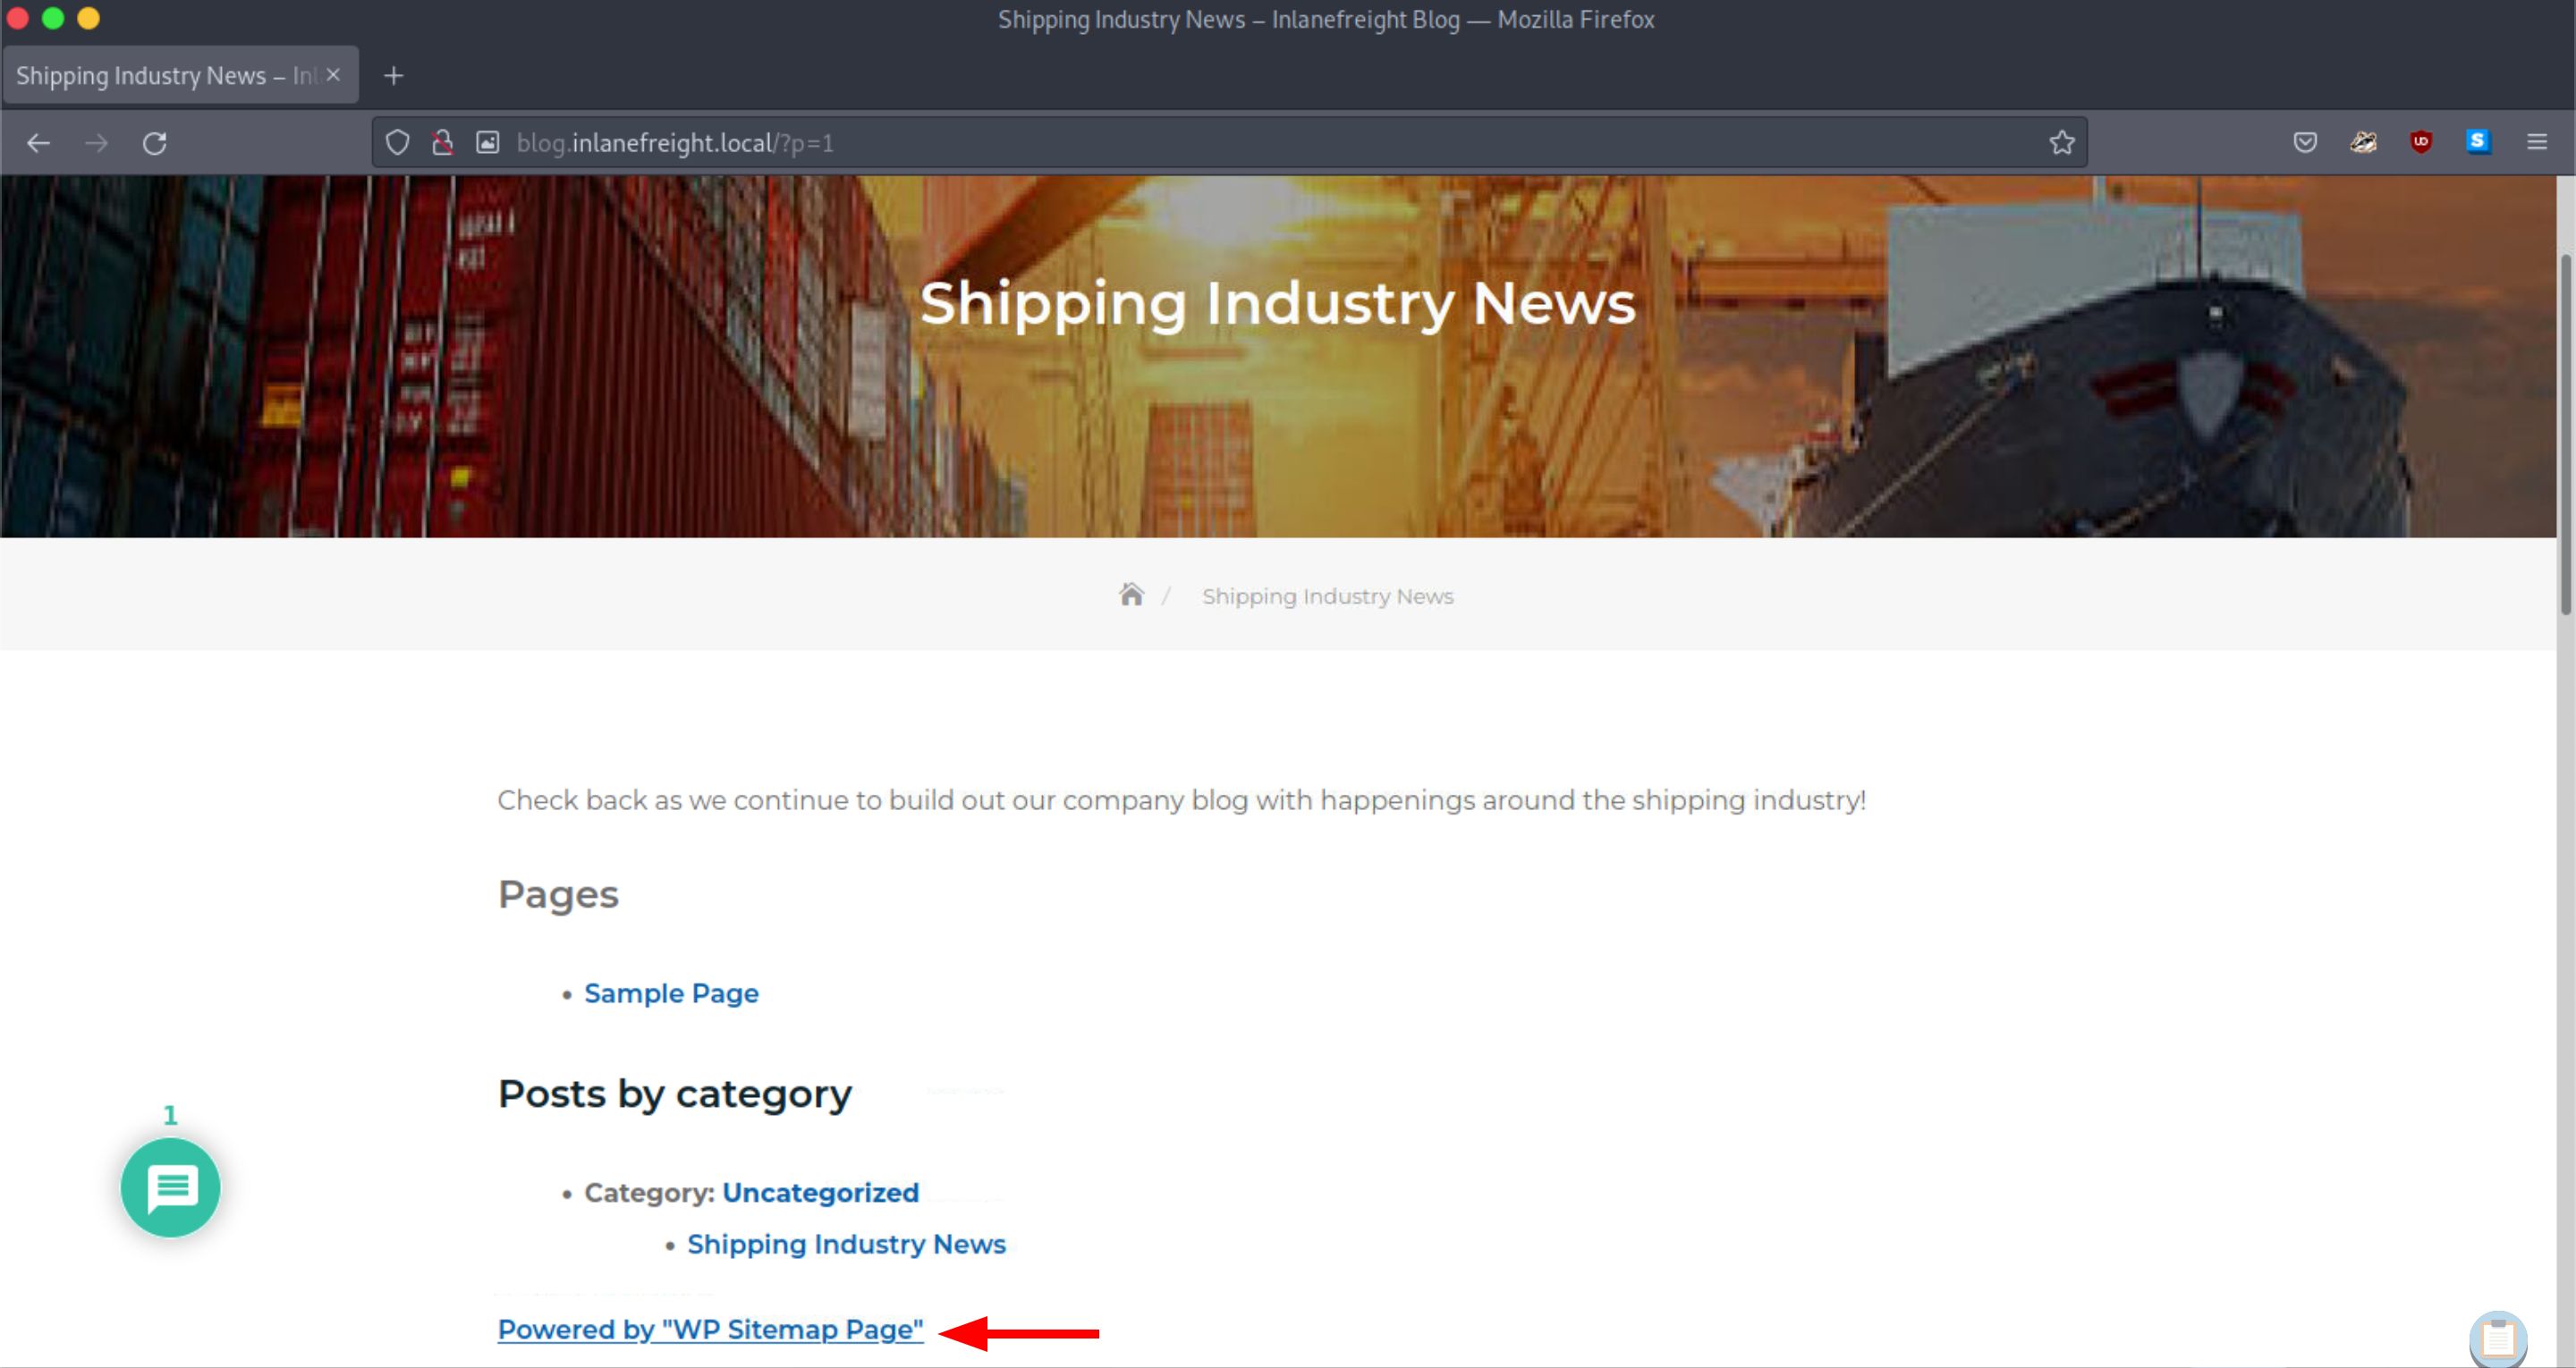 Shipping Industry News – Inlanefreight Blog — Mozilla Firefox
Shipping Industry News – Inl
blog.inlanefreight.local/?p=1
Shipping Industry News
/ Shipping Industry News
Check back as we continue to build out our company blog with happenings around the shipping industry!
Pages
• Sample Page
Posts by category
1
• Category: Uncategorized
• Shipping Industry News
Powered by "WP Sitemap Page"